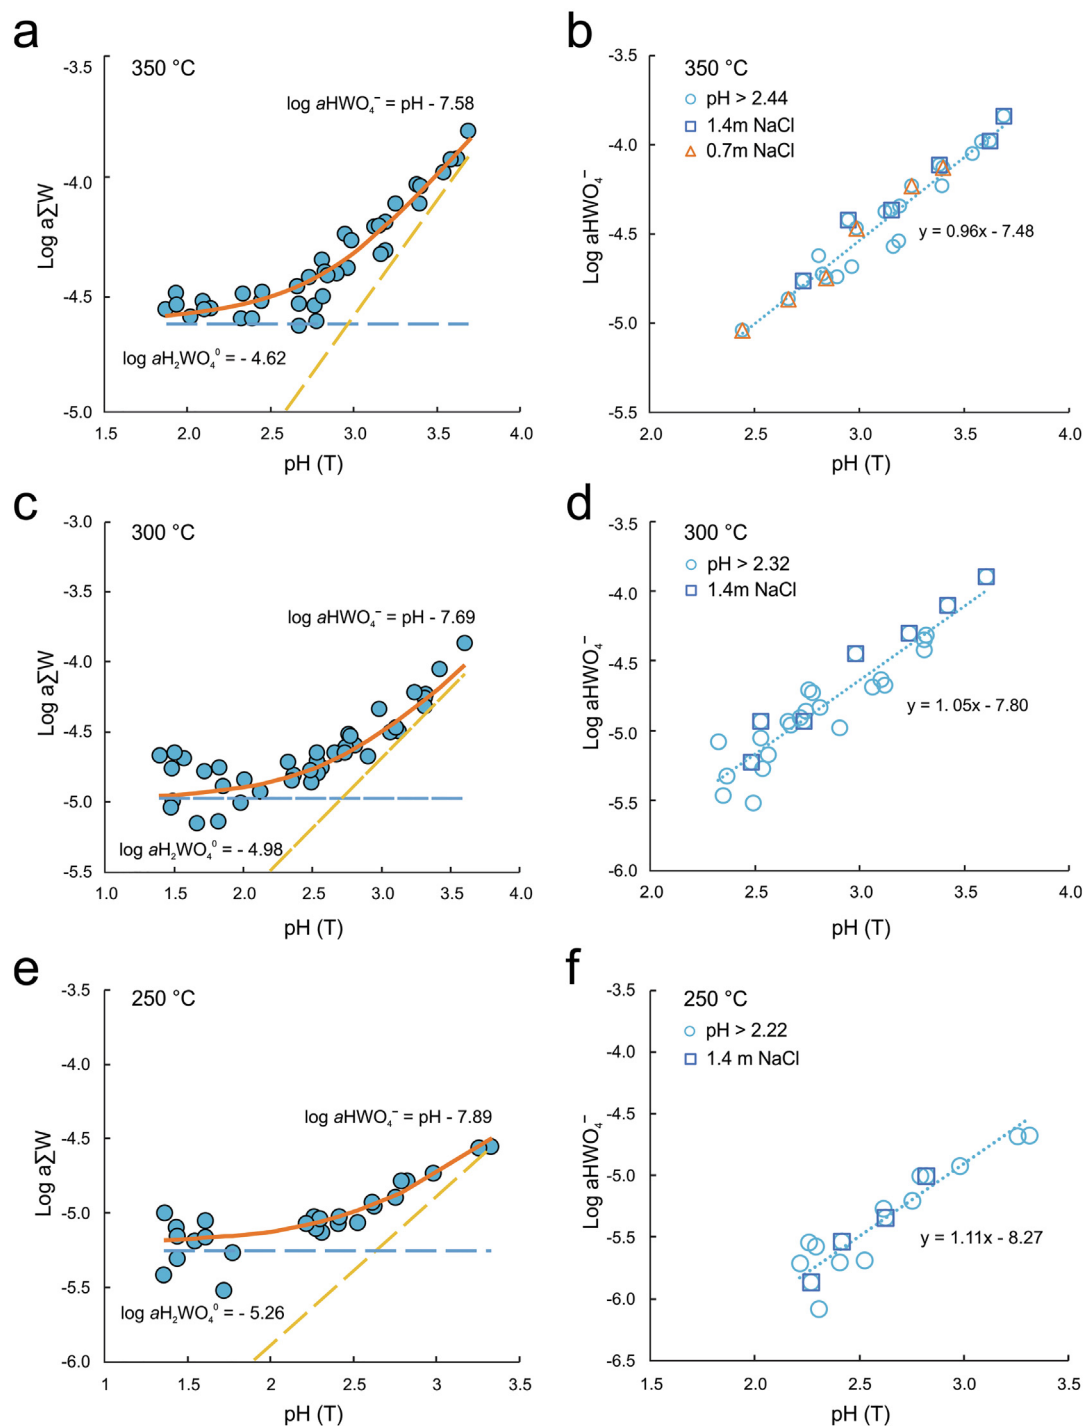 a
350 °C
log aHWO₄⁻ = pH - 7.58
Log a∑W
-3.5
-4.0
-4.5
-5.0
log aH₂WO₄⁰ = - 4.62
1.5 2.0 2.5 3.0 3.5 4.0
pH (T)
b
350 °C
pH > 2.44
1.4m NaCl
0.7m NaCl
Log aHWO₄⁻
-3.5
-4.0
-4.5
-5.0
-5.5
y = 0.96x - 7.48
2.0 2.5 3.0 3.5 4.0
pH (T)
c
300 °C
log aHWO₄⁻ = pH - 7.69
Log a∑W
-3.0
-3.5
-4.0
-4.5
-5.0
-5.5
log aH₂WO₄⁰ = - 4.98
1.0 1.5 2.0 2.5 3.0 3.5 4.0
pH (T)
d
300 °C
pH > 2.32
1.4m NaCl
Log aHWO₄⁻
-3.5
-4.0
-4.5
-5.0
-5.5
-6.0
y = 1. 05x - 7.80
2.0 2.5 3.0 3.5 4.0
pH (T)
e
250 °C
log aHWO₄⁻ = pH - 7.89
Log a∑W
-3.5
-4.0
-4.5
-5.0
-5.5
-6.0
log aH₂WO₄⁰ = - 5.26
1 1.5 2 2.5 3 3.5
pH (T)
f
250 °C
pH > 2.22
1.4 m NaCl
Log aHWO₄⁻
-3.5
-4.0
-4.5
-5.0
-5.5
-6.0
-6.5
y = 1.11x - 8.27
1.5 2.0 2.5 3.0 3.5
pH (T)